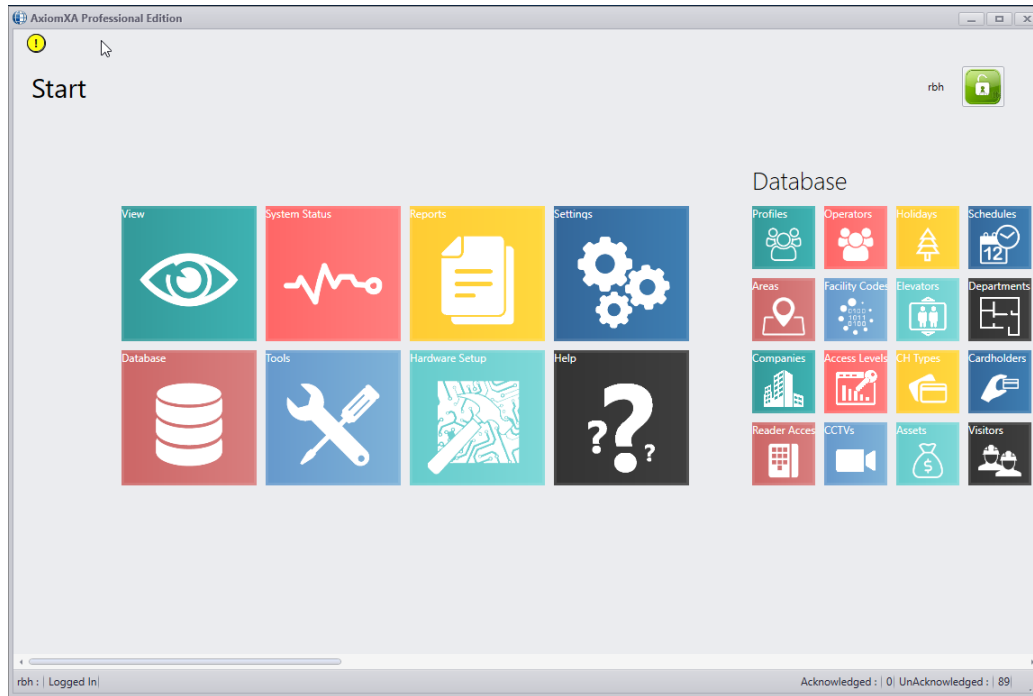 AxiomXA Professional Edition
!
Start
rbh
Database
View
System Status
Reports
Settings
Profiles
Operators
Holidays
Schedules
12
Areas
Facility Codes
Elevators
Departments
Database
Tools
Hardware Setup
Help
???
Companies
Access Levels
CH Types
Cardholders
Reader Acces
CCTVs
Assets
Visitors
$
rbh : | Logged In|
Acknowledged : | 0| UnAcknowledged : | 89|